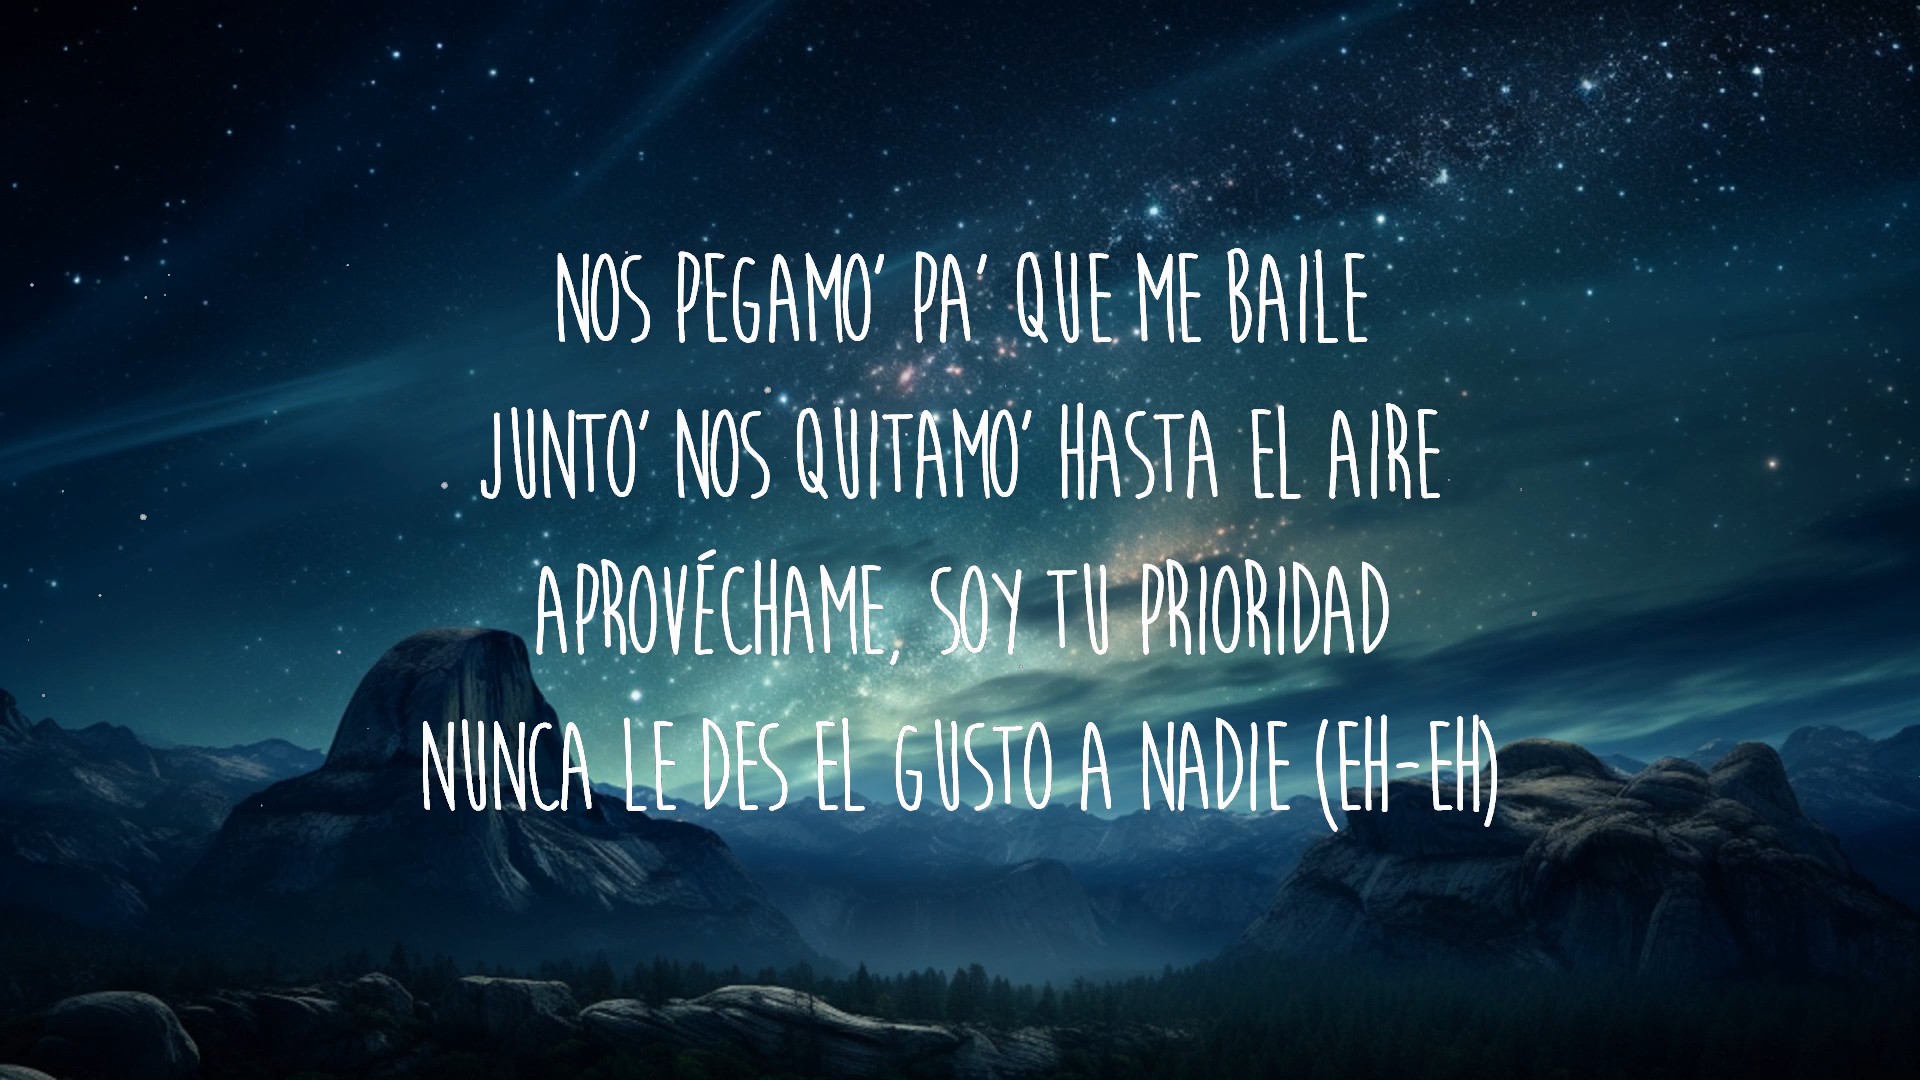 NOS PEGAMO' PA' QUE ME BAILE
JUNTO' NOS QUITAMO' HASTA EL AIRE
APROVÉCHAME, SOY TU PRIORIDAD
NUNCA LE DES EL GUSTO A NADIE (EH-EH)